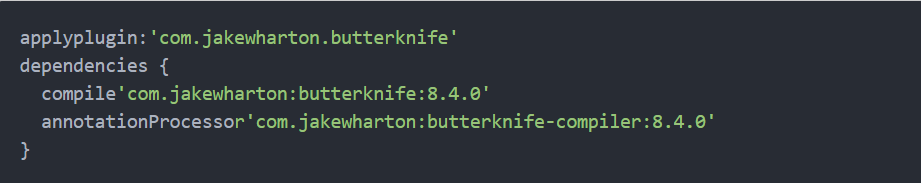 applyplugin:'com.jakewharton.butterknife'
dependencies {
  compile'com.jakewharton:butterknife:8.4.0'
  annotationProcessor'com.jakewharton:butterknife-compiler:8.4.0'
}